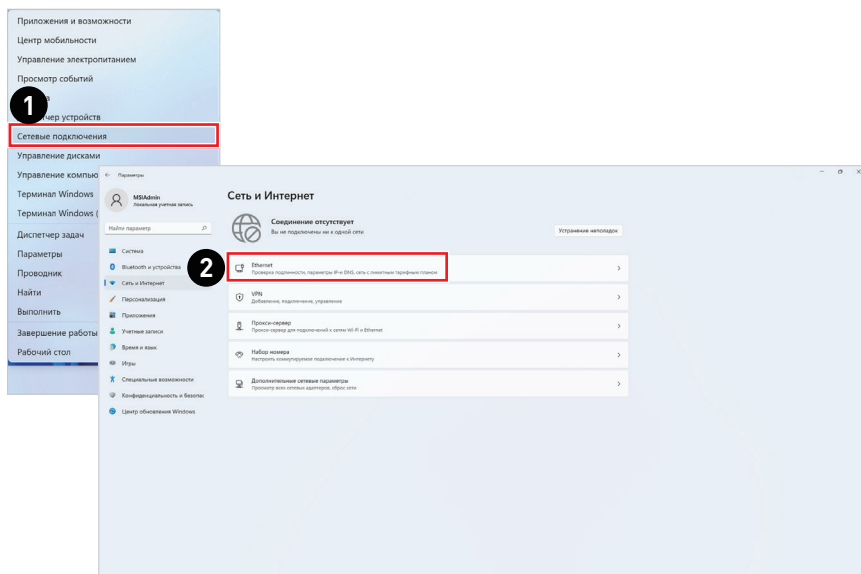 Приложения и возможности
Центр мобильности
Управление электропитанием
Просмотр событий
1
Сетевые подключения
Управление дисками
Терминал Windows
Терминал Windows (
Диспетчер задач
Параметры
Проводник
Найти
Выполнить
Завершение работы
Рабочий стол
← Параметры
MSIAdmin
Локальная учетная запись
Найти параметр
Система
Bluetooth и устройства
Сеть и Интернет
Персонализация
Приложения
Учетные записи
Время и язык
Игры
Специальные возможности
Конфиденциальность и безопас
Центр обновления Windows
Сеть и Интернет
Соединение отсутствует
Вы не подключены ни к одной сети
Устранение неполадок
2
Ethernet
Проверка подлинности, параметры IP и DNS, сеть с лимитным тарифным планом
VPN
Добавление, подключение, управление
Прокси-сервер
Прокси-сервер для подключений к сетям Wi-Fi и Ethernet
Набор номера
Настроить коммутируемое подключение к Интернету
Дополнительные сетевые параметры
Просмотр всех сетевых адаптеров, сброс сети